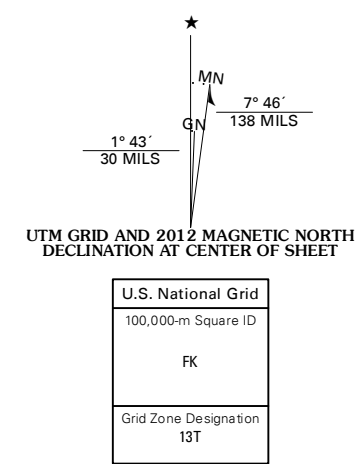 MN
7° 46´
138 MILS
GN
1° 43´
30 MILS
UTM GRID AND 2012 MAGNETIC NORTH
DECLINATION AT CENTER OF SHEET
U.S. National Grid
100,000-m Square ID
FK
Grid Zone Designation
13T